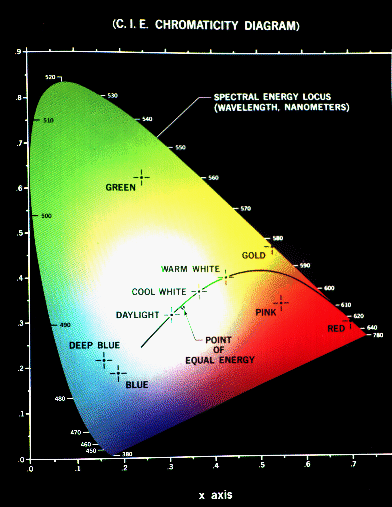 (C. I. E. CHROMATICITY DIAGRAM)
.9
520
SPECTRAL ENERGY LOCUS
(WAVELENGTH, NANOMETERS)
530
.8
510
540
550
.7
560
GREEN
.6
500
570
.5
580
GOLD
590
WARM WHITE
.4
COOL WHITE
600
DAYLIGHT
PINK
610
620
.3
490
RED
640
780
DEEP BLUE
POINT
OF
EQUAL ENERGY
.2
BLUE
480
.1
470
460
450
380
.0
.0
.1
.2
.3
.4
.5
.6
.7
x axis